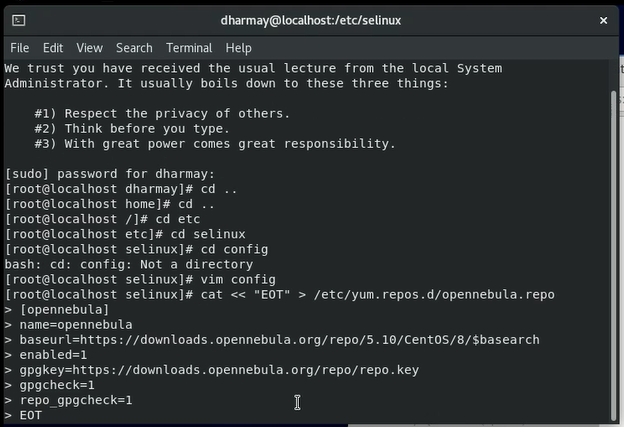 dharmay@localhost:/etc/selinux
File Edit View Search Terminal Help
We trust you have received the usual lecture from the local System
Administrator. It usually boils down to these three things:
#1) Respect the privacy of others.
#2) Think before you type.
#3) With great power comes great responsibility.
[sudo] password for dharmay:
[root@localhost dharmay]# cd ..
[root@localhost home]# cd ..
[root@localhost /]# cd etc
[root@localhost etc]# cd selinux
[root@localhost selinux]# cd config
bash: cd: config: Not a directory
[root@localhost selinux]# vim config
[root@localhost selinux]# cat << "EOT" > /etc/yum.repos.d/opennebula.repo
> [opennebula]
> name=opennebula
> baseurl=https://downloads.opennebula.org/repo/5.10/CentOS/8/$basearch
> enabled=1
> gpgkey=https://downloads.opennebula.org/repo/repo.key
> gpgcheck=1
> repo_gpgcheck=1
> EOT